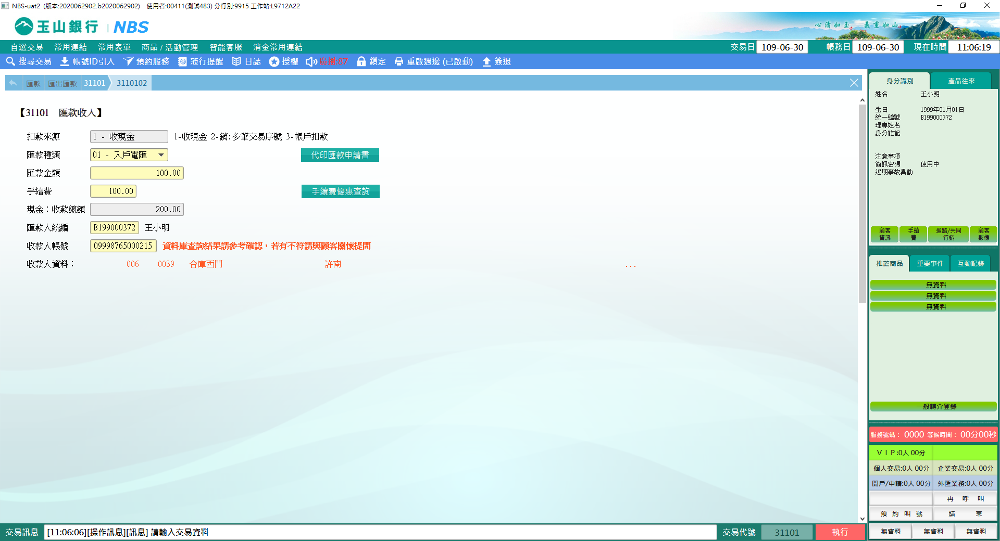 NBS-uat2 (版本:2020062902.b2020062902) 使用者:00411(測試483) 分行別:9915 工作站:L9712A22
玉山銀行 | NBS
心清如玉 義重如山
自選交易 常用連結 常用表單 商品 / 活動管理 智能客服 消金常用連結 交易日 109-06-30 帳務日 109-06-30 現在時間 11:06:19
搜尋交易 帳號ID引入 預約服務 蒞行提醒 日誌 授權 廣播:87 鎖定 重啟週邊 (已啟動) 簽退
匯款 匯出匯款 31101 3110102
【31101 匯款收入】
扣款來源 1 - 收現金 1-收現金 2-銷:多筆交易序號 3-帳戶扣款
匯款種類 01 - 入戶電匯 代印匯款申請書
匯款金額 100.00
手續費 100.00 手續費優惠查詢
現金：收款總額 200.00
匯款人統編 B199000372 王小明
收款人帳號 09998765000215 資料庫查詢結果請參考確認，若有不符請與顧客關懷提問
收款人資料： 006 0039 合庫西門 許南 ...
身分識別 產品往來
姓名 王小明
生日 1999年01月01日
統一編號 B199000372
理專姓名
身分註記
注意事項
簡訊密碼 使用中
近期事故異動
顧客資訊 手續費 通路/共同行銷 顧客影像
推薦商品 重要事件 互動記錄
無資料
無資料
無資料
一般轉介登錄
服務號碼： 0000 等候時間： 00分00秒
ＶＩＰ:0人 00分
個人交易:0人 00分 企業交易:0人 00分
開戶/申請:0人 00分 外匯業務:0人 00分
再 呼 叫
預 約 叫 號 結 束
無資料 無資料 無資料
交易訊息 [11:06:06][操作訊息][訊息] 請輸入交易資料 交易代號 31101 執行